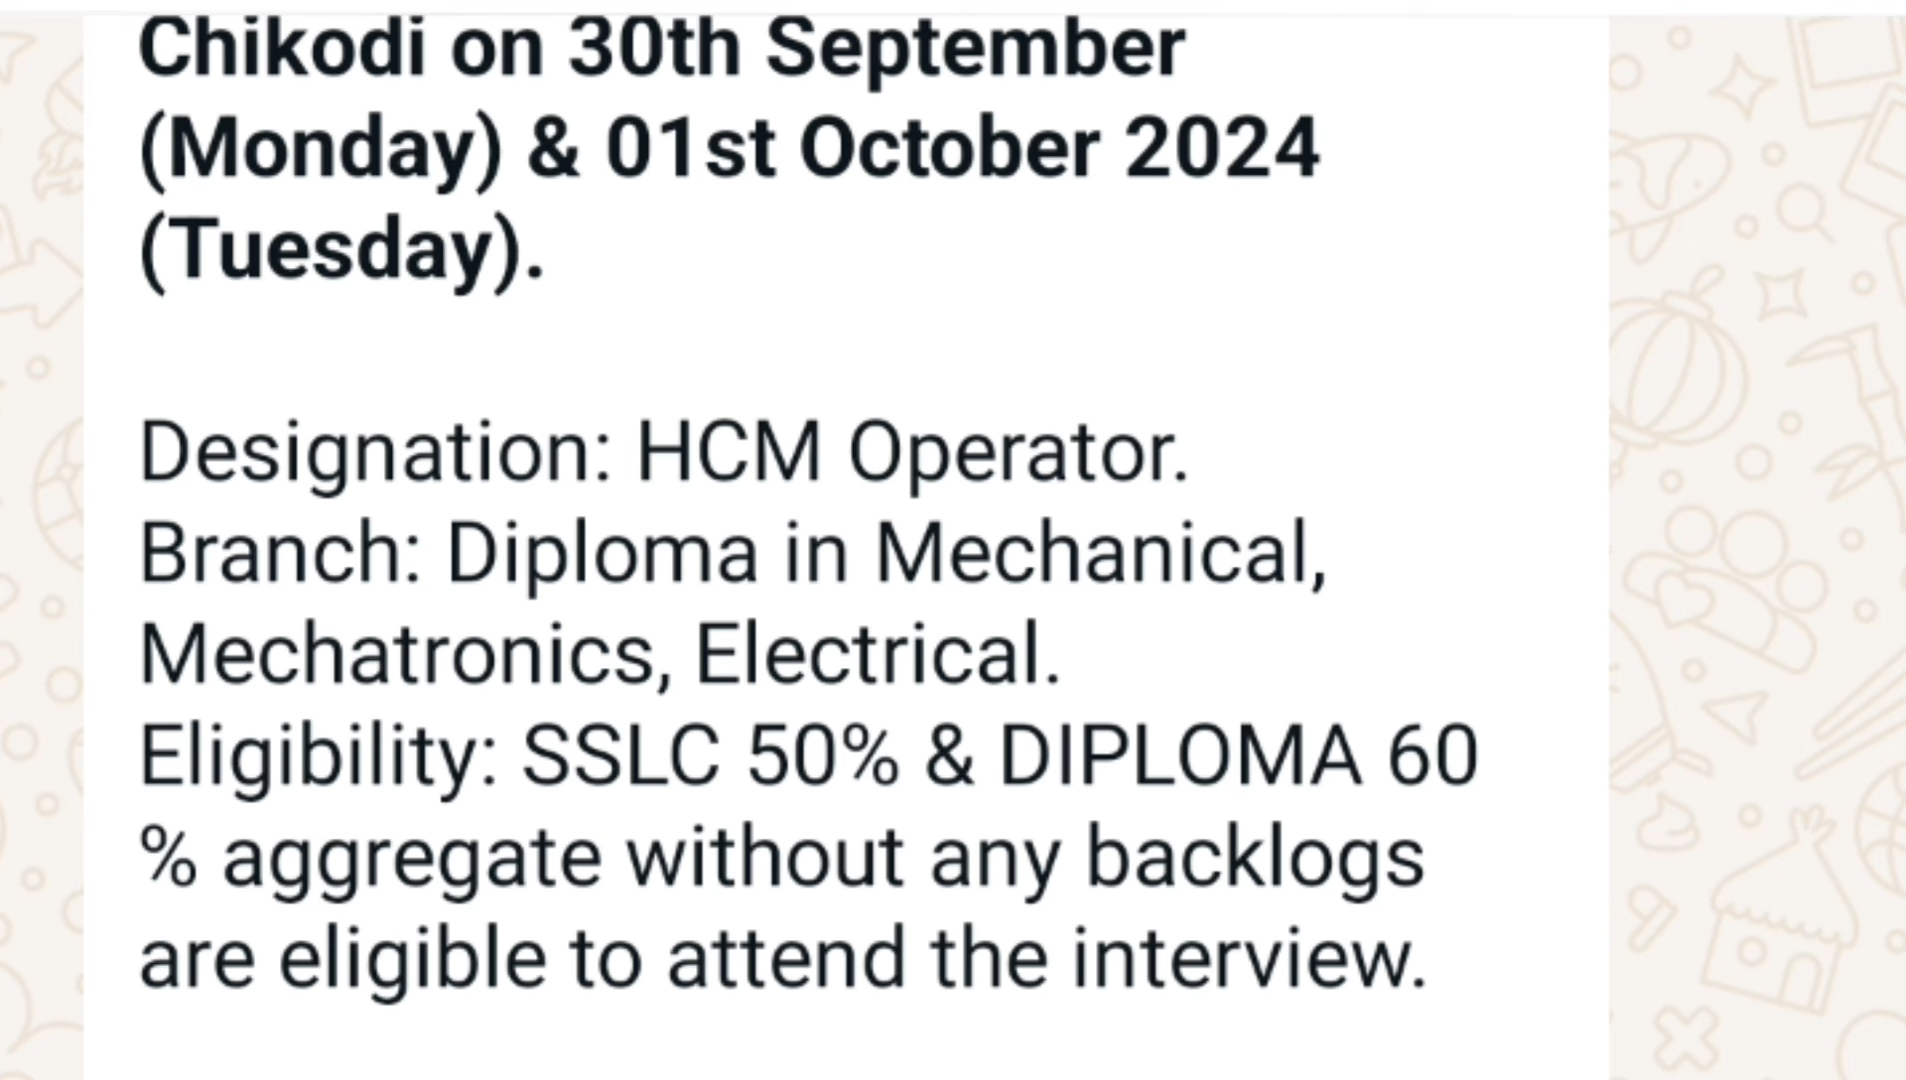 Chikodi on 30th September
(Monday) & 01st October 2024
(Tuesday).
Designation: HCM Operator.
Branch: Diploma in Mechanical,
Mechatronics, Electrical.
Eligibility: SSLC 50% & DIPLOMA 60
% aggregate without any backlogs
are eligible to attend the interview.